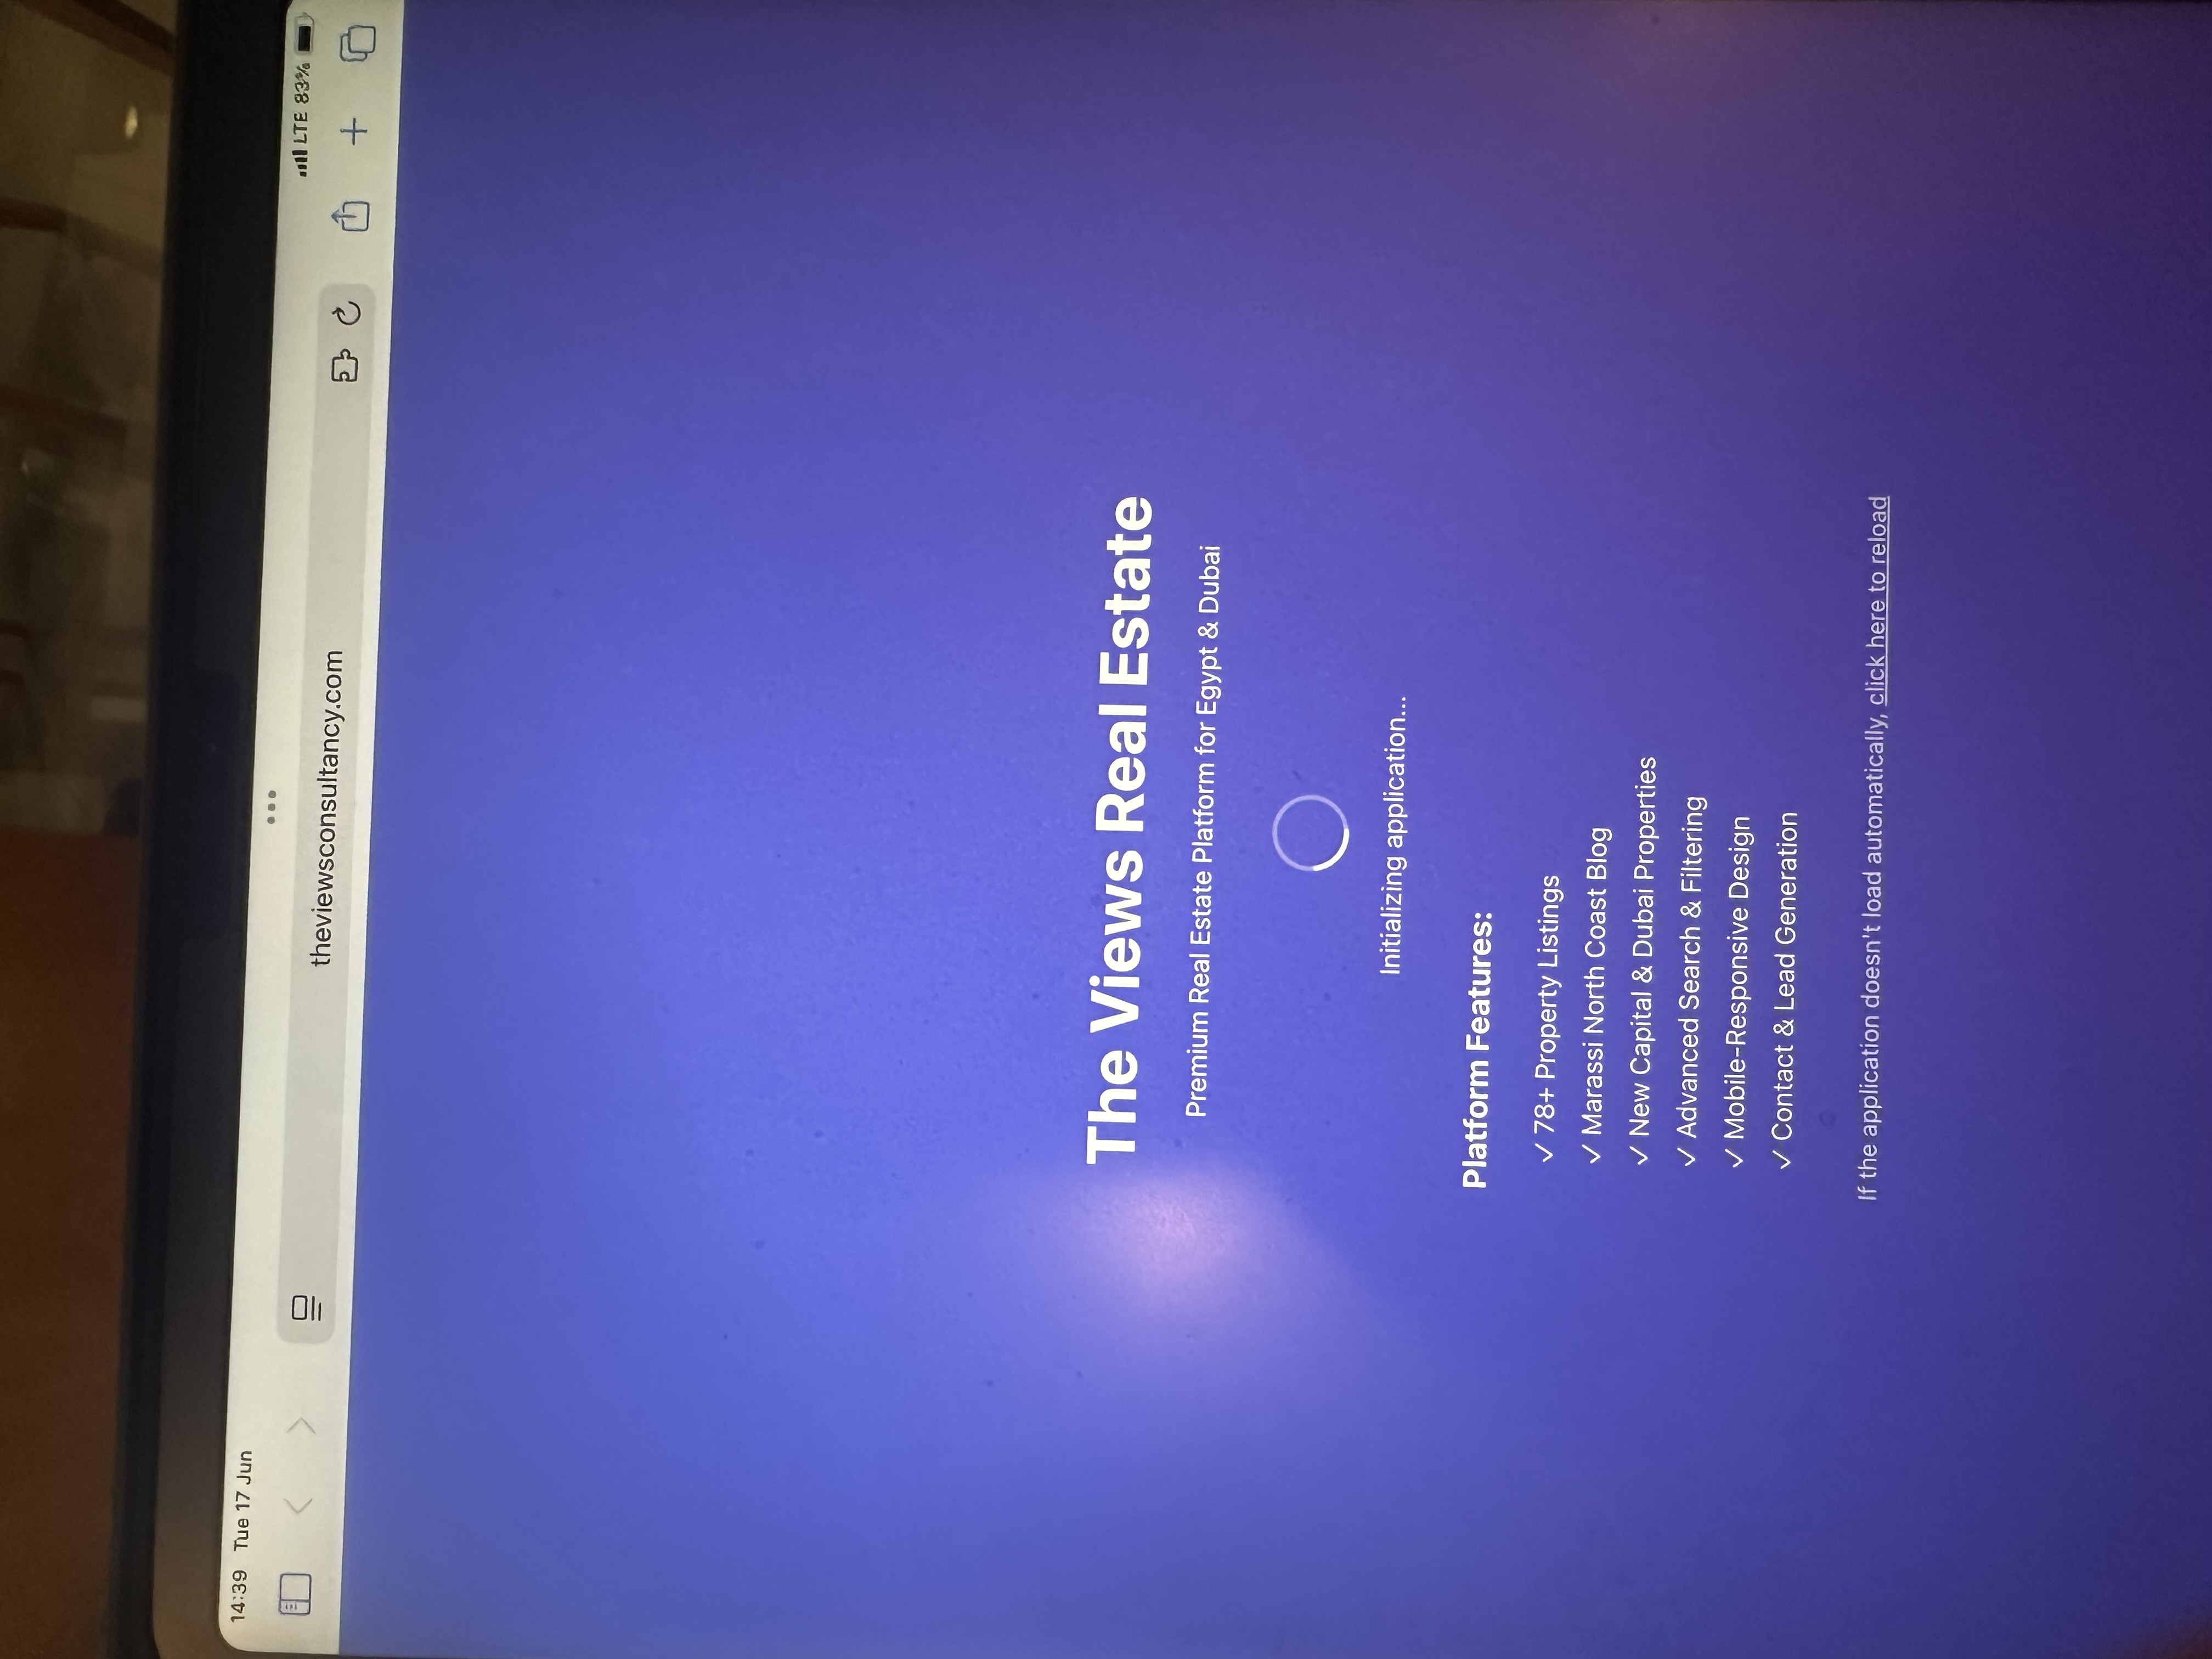 14:39 Tue 17 Jun
LTE 83%
theviewsconsultancy.com
The Views Real Estate
Premium Real Estate Platform for Egypt & Dubai
Initializing application...
Platform Features:
✓ 78+ Property Listings
✓ Marassi North Coast Blog
✓ New Capital & Dubai Properties
✓ Advanced Search & Filtering
✓ Mobile-Responsive Design
✓ Contact & Lead Generation
If the application doesn't load automatically, click here to reload